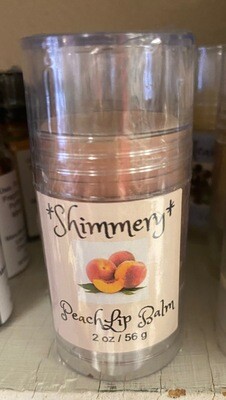 *Shimmery*
Peach Lip Balm
2 oz / 56 g